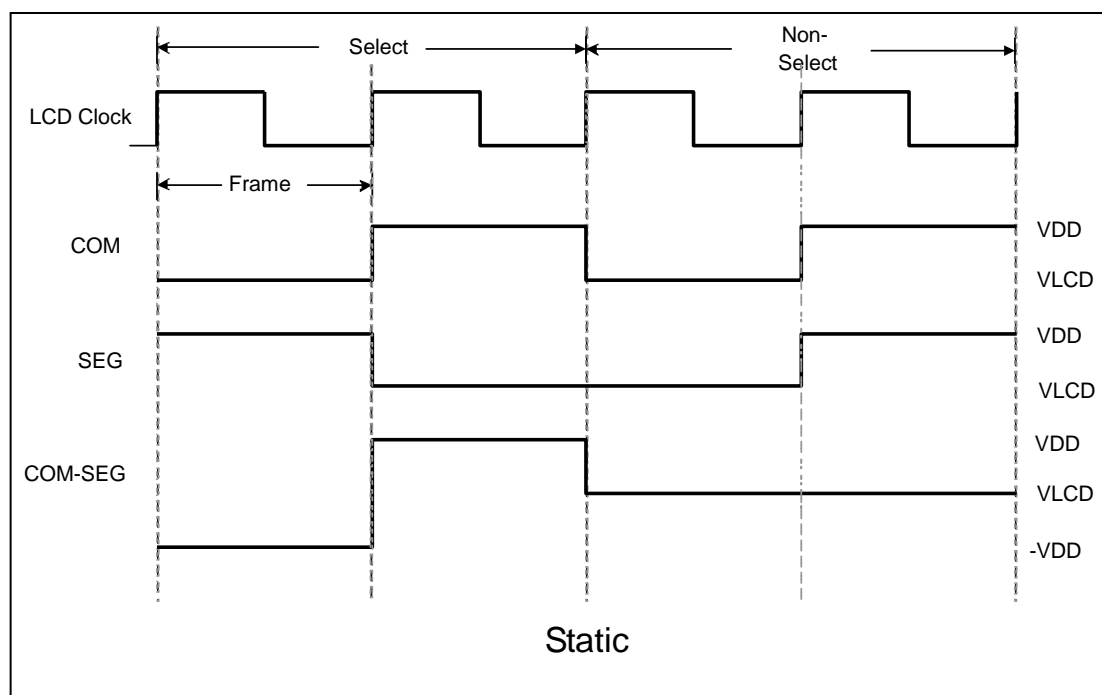 Select
Non-
Select
LCD Clock
Frame
COM
VDD
VLCD
SEG
VDD
VLCD
COM-SEG
VDD
VLCD
-VDD
Static